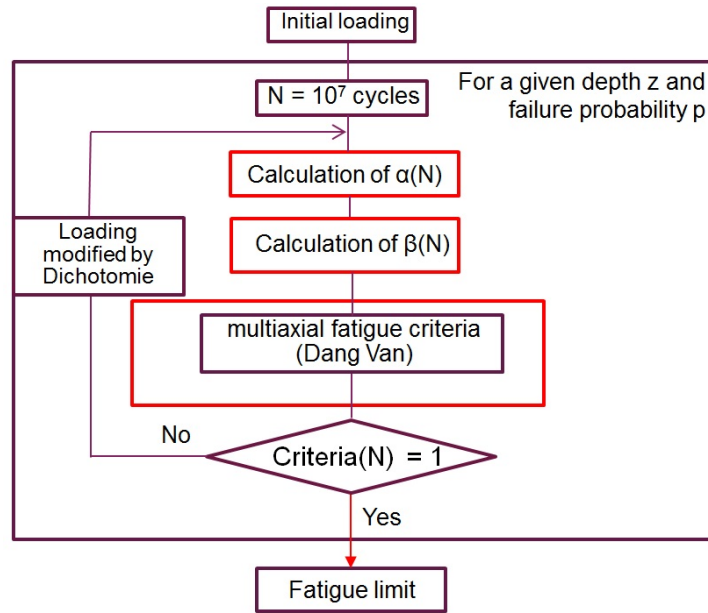 Initial loading
For a given depth z and
failure probability p
N = 10⁷ cycles
Calculation of α(N)
Calculation of β(N)
Loading
modified by
Dichotomie
multiaxial fatigue criteria
(Dang Van)
No
Criteria(N) = 1
Yes
Fatigue limit